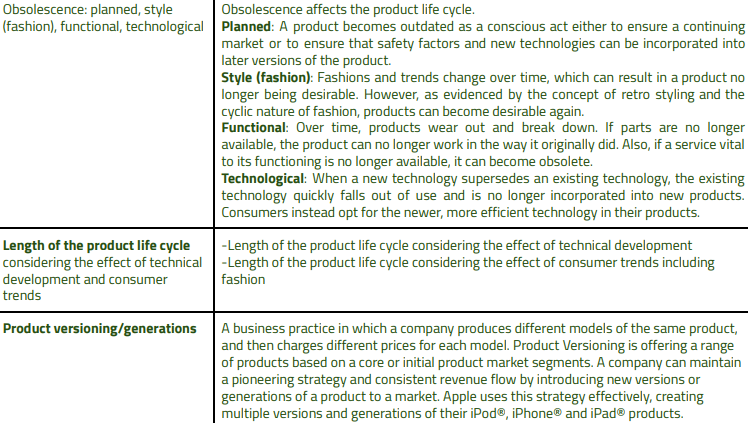 Obsolescence: planned, style
(fashion), functional, technological
Obsolescence affects the product life cycle.
Planned: A product becomes outdated as a conscious act either to ensure a continuing
market or to ensure that safety factors and new technologies can be incorporated into
later versions of the product.
Style (fashion): Fashions and trends change over time, which can result in a product no
longer being desirable. However, as evidenced by the concept of retro styling and the
cyclic nature of fashion, products can become desirable again.
Functional: Over time, products wear out and break down. If parts are no longer
available, the product can no longer work in the way it originally did. Also, if a service vital
to its functioning is no longer available, it can become obsolete.
Technological: When a new technology supersedes an existing technology, the existing
technology quickly falls out of use and is no longer incorporated into new products.
Consumers instead opt for the newer, more efficient technology in their products.
Length of the product life cycle
considering the effect of technical
development and consumer
trends
-Length of the product life cycle considering the effect of technical development
-Length of the product life cycle considering the effect of consumer trends including
fashion
Product versioning/generations
A business practice in which a company produces different models of the same product,
and then charges different prices for each model. Product Versioning is offering a range
of products based on a core or initial product market segments. A company can maintain
a pioneering strategy and consistent revenue flow by introducing new versions or
generations of a product to a market. Apple uses this strategy effectively, creating
multiple versions and generations of their iPod®, iPhone® and iPad® products.